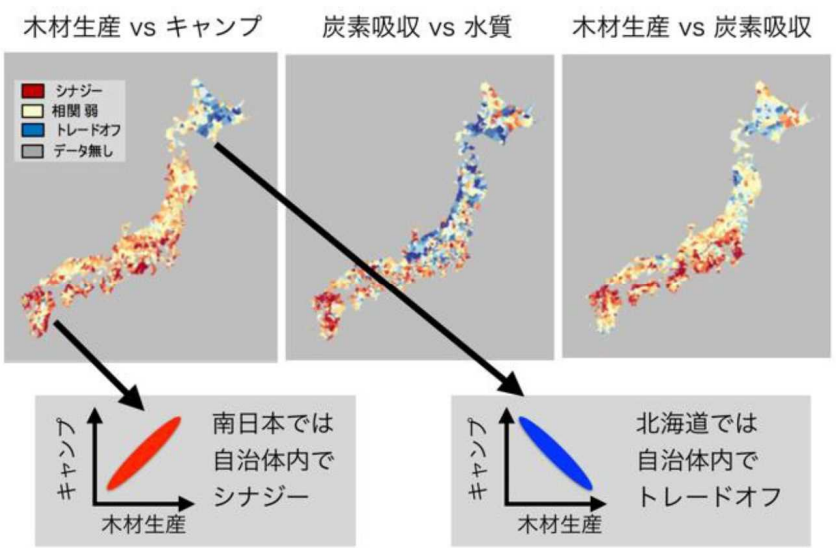 木材生産 vs キャンプ
炭素吸収 vs 水質
木材生産 vs 炭素吸収
シナジー
相関 弱
トレードオフ
データ無し
キャンプ
木材生産
南日本では
自治体内で
シナジー
キャンプ
木材生産
北海道では
自治体内で
トレードオフ